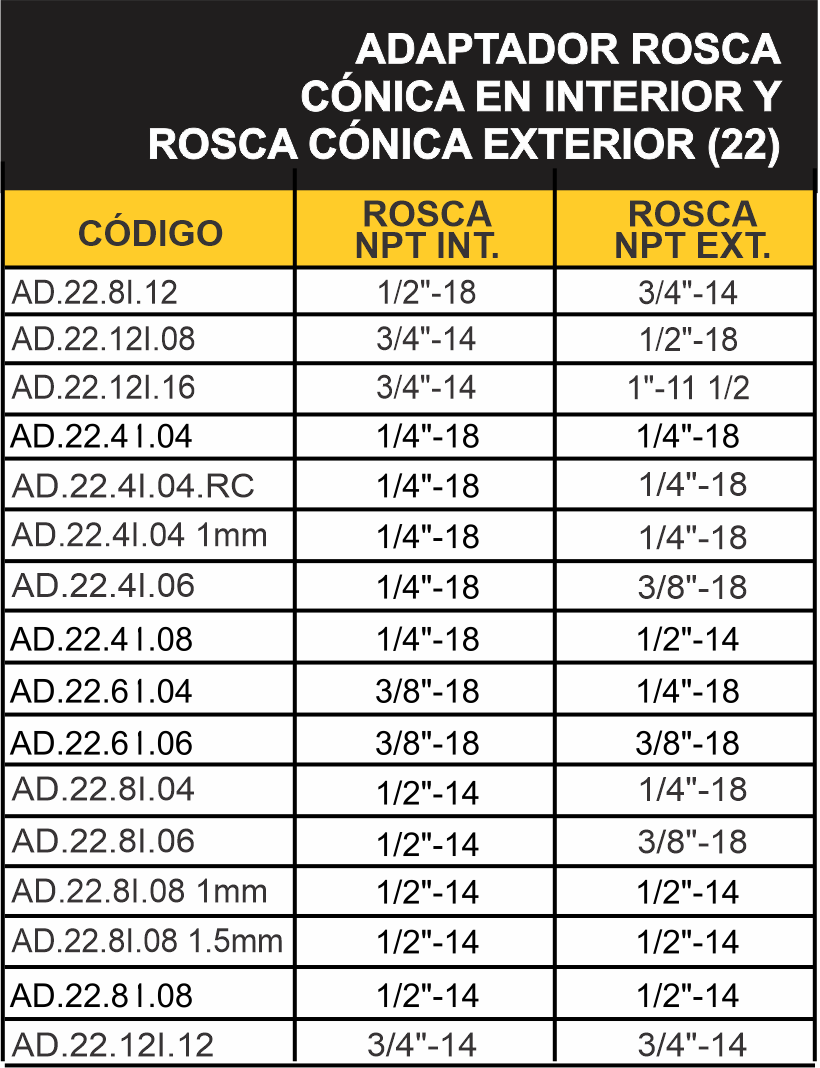 ADAPTADOR ROSCA
CÓNICA EN INTERIOR Y
ROSCA CÓNICA EXTERIOR (22)
CÓDIGO ROSCA NPT INT. ROSCA NPT EXT.
AD.22.8I.12 1/2"-18 3/4"-14
AD.22.12I.08 3/4"-14 1/2"-18
AD.22.12I.16 3/4"-14 1"-11 1/2
AD.22.4I.04 1/4"-18 1/4"-18
AD.22.4I.04.RC 1/4"-18 1/4"-18
AD.22.4I.04 1mm 1/4"-18 1/4"-18
AD.22.4I.06 1/4"-18 3/8"-18
AD.22.4I.08 1/4"-18 1/2"-14
AD.22.6I.04 3/8"-18 1/4"-18
AD.22.6I.06 3/8"-18 3/8"-18
AD.22.8I.04 1/2"-14 1/4"-18
AD.22.8I.06 1/2"-14 3/8"-18
AD.22.8I.08 1mm 1/2"-14 1/2"-14
AD.22.8I.08 1.5mm 1/2"-14 1/2"-14
AD.22.8I.08 1/2"-14 1/2"-14
AD.22.12I.12 3/4"-14 3/4"-14